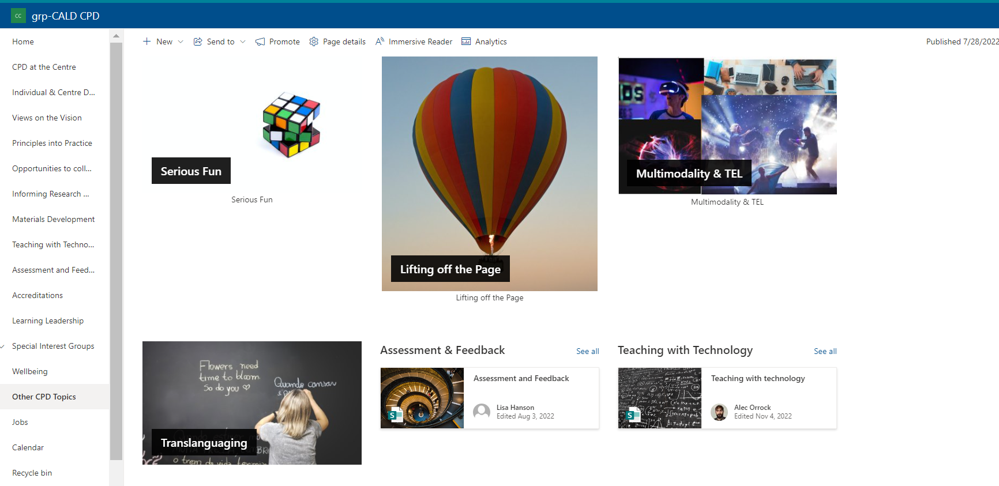 CC grp-CALD CPD
Home
CPD at the Centre
Individual & Centre D...
Views on the Vision
Principles into Practice
Opportunities to coll...
Informing Research ...
Materials Development
Teaching with Techno...
Assessment and Feed...
Accreditations
Learning Leadership
Special Interest Groups
Wellbeing
Other CPD Topics
Jobs
Calendar
Recycle bin
New
Send to
Promote
Page details
Immersive Reader
Analytics
Published 7/28/2022
Serious Fun
Serious Fun
Lifting off the Page
Lifting off the Page
Multimodality & TEL
Multimodality & TEL
Flowers need
time to bloom
So do you ♡
Quando cansar
Translanguaging
o trem da vida
Assessment & Feedback
See all
Assessment and Feedback
Lisa Hanson
Edited Aug 3, 2022
Teaching with Technology
See all
Teaching with technology
Alec Orrock
Edited Nov 4, 2022